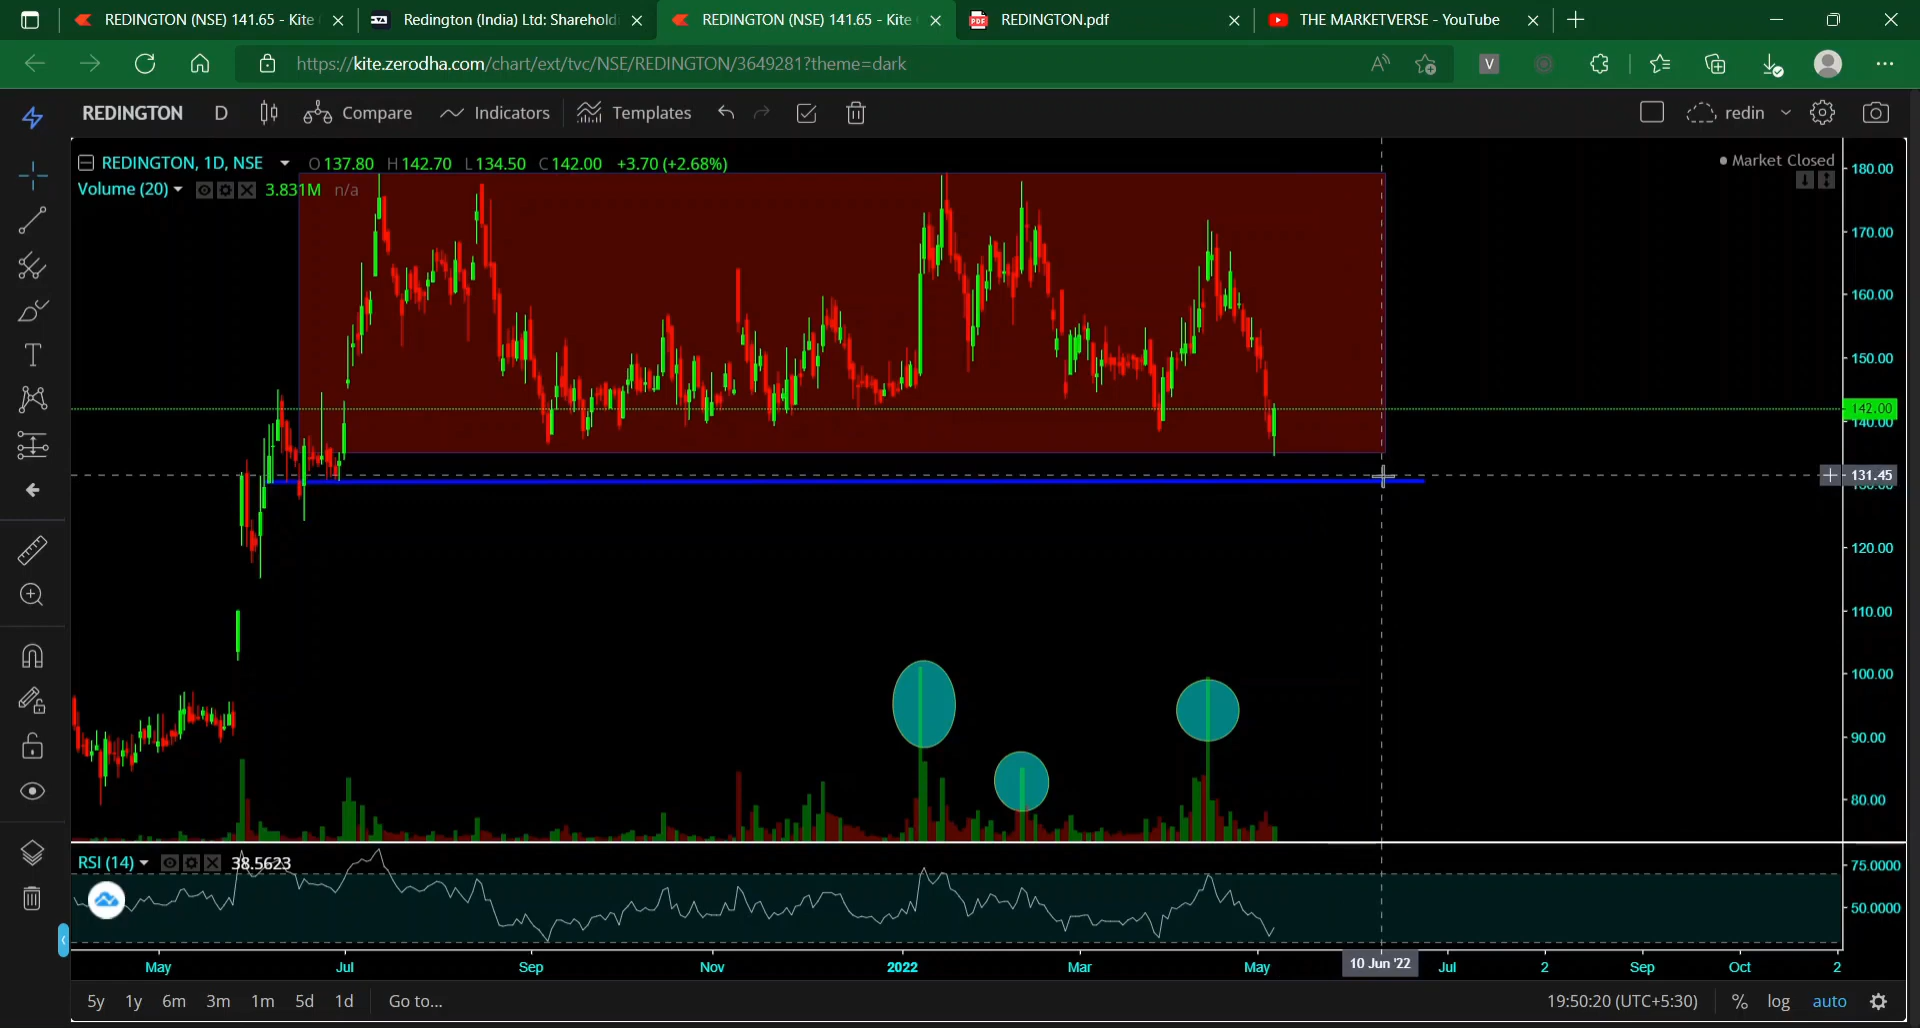 REDINGTON (NSE) 141.65 - Kite
Redington (India) Ltd: Sharehold
REDINGTON (NSE) 141.65 - Kite
REDINGTON.pdf
THE MARKETVERSE - YouTube
https://kite.zerodha.com/chart/ext/tvc/NSE/REDINGTON/3649281?theme=dark
REDINGTON D Compare Indicators Templates redin
REDINGTON, 1D, NSE O 137.80 H 142.70 L 134.50 C 142.00 +3.70 (+2.68%)
Market Closed
Volume (20) 3.831M n/a
180.00
170.00
160.00
150.00
142.00
140.00
131.45
120.00
110.00
100.00
90.00
80.00
RSI (14) 38.5623
75.0000
50.0000
May Jul Sep Nov 2022 Mar May 10 Jun '22 Jul 2 Sep Oct 2
5y 1y 6m 3m 1m 5d 1d Go to... 19:50:20 (UTC+5:30) % log auto